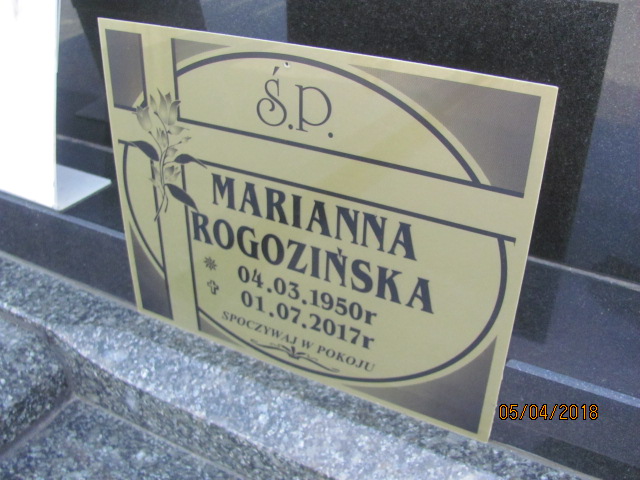 Ś.P.
MARIANNA
ROGOZIŃSKA
04.03.1950r
01.07.2017r
SPOCZYWAJ W POKOJU
05/04/2018